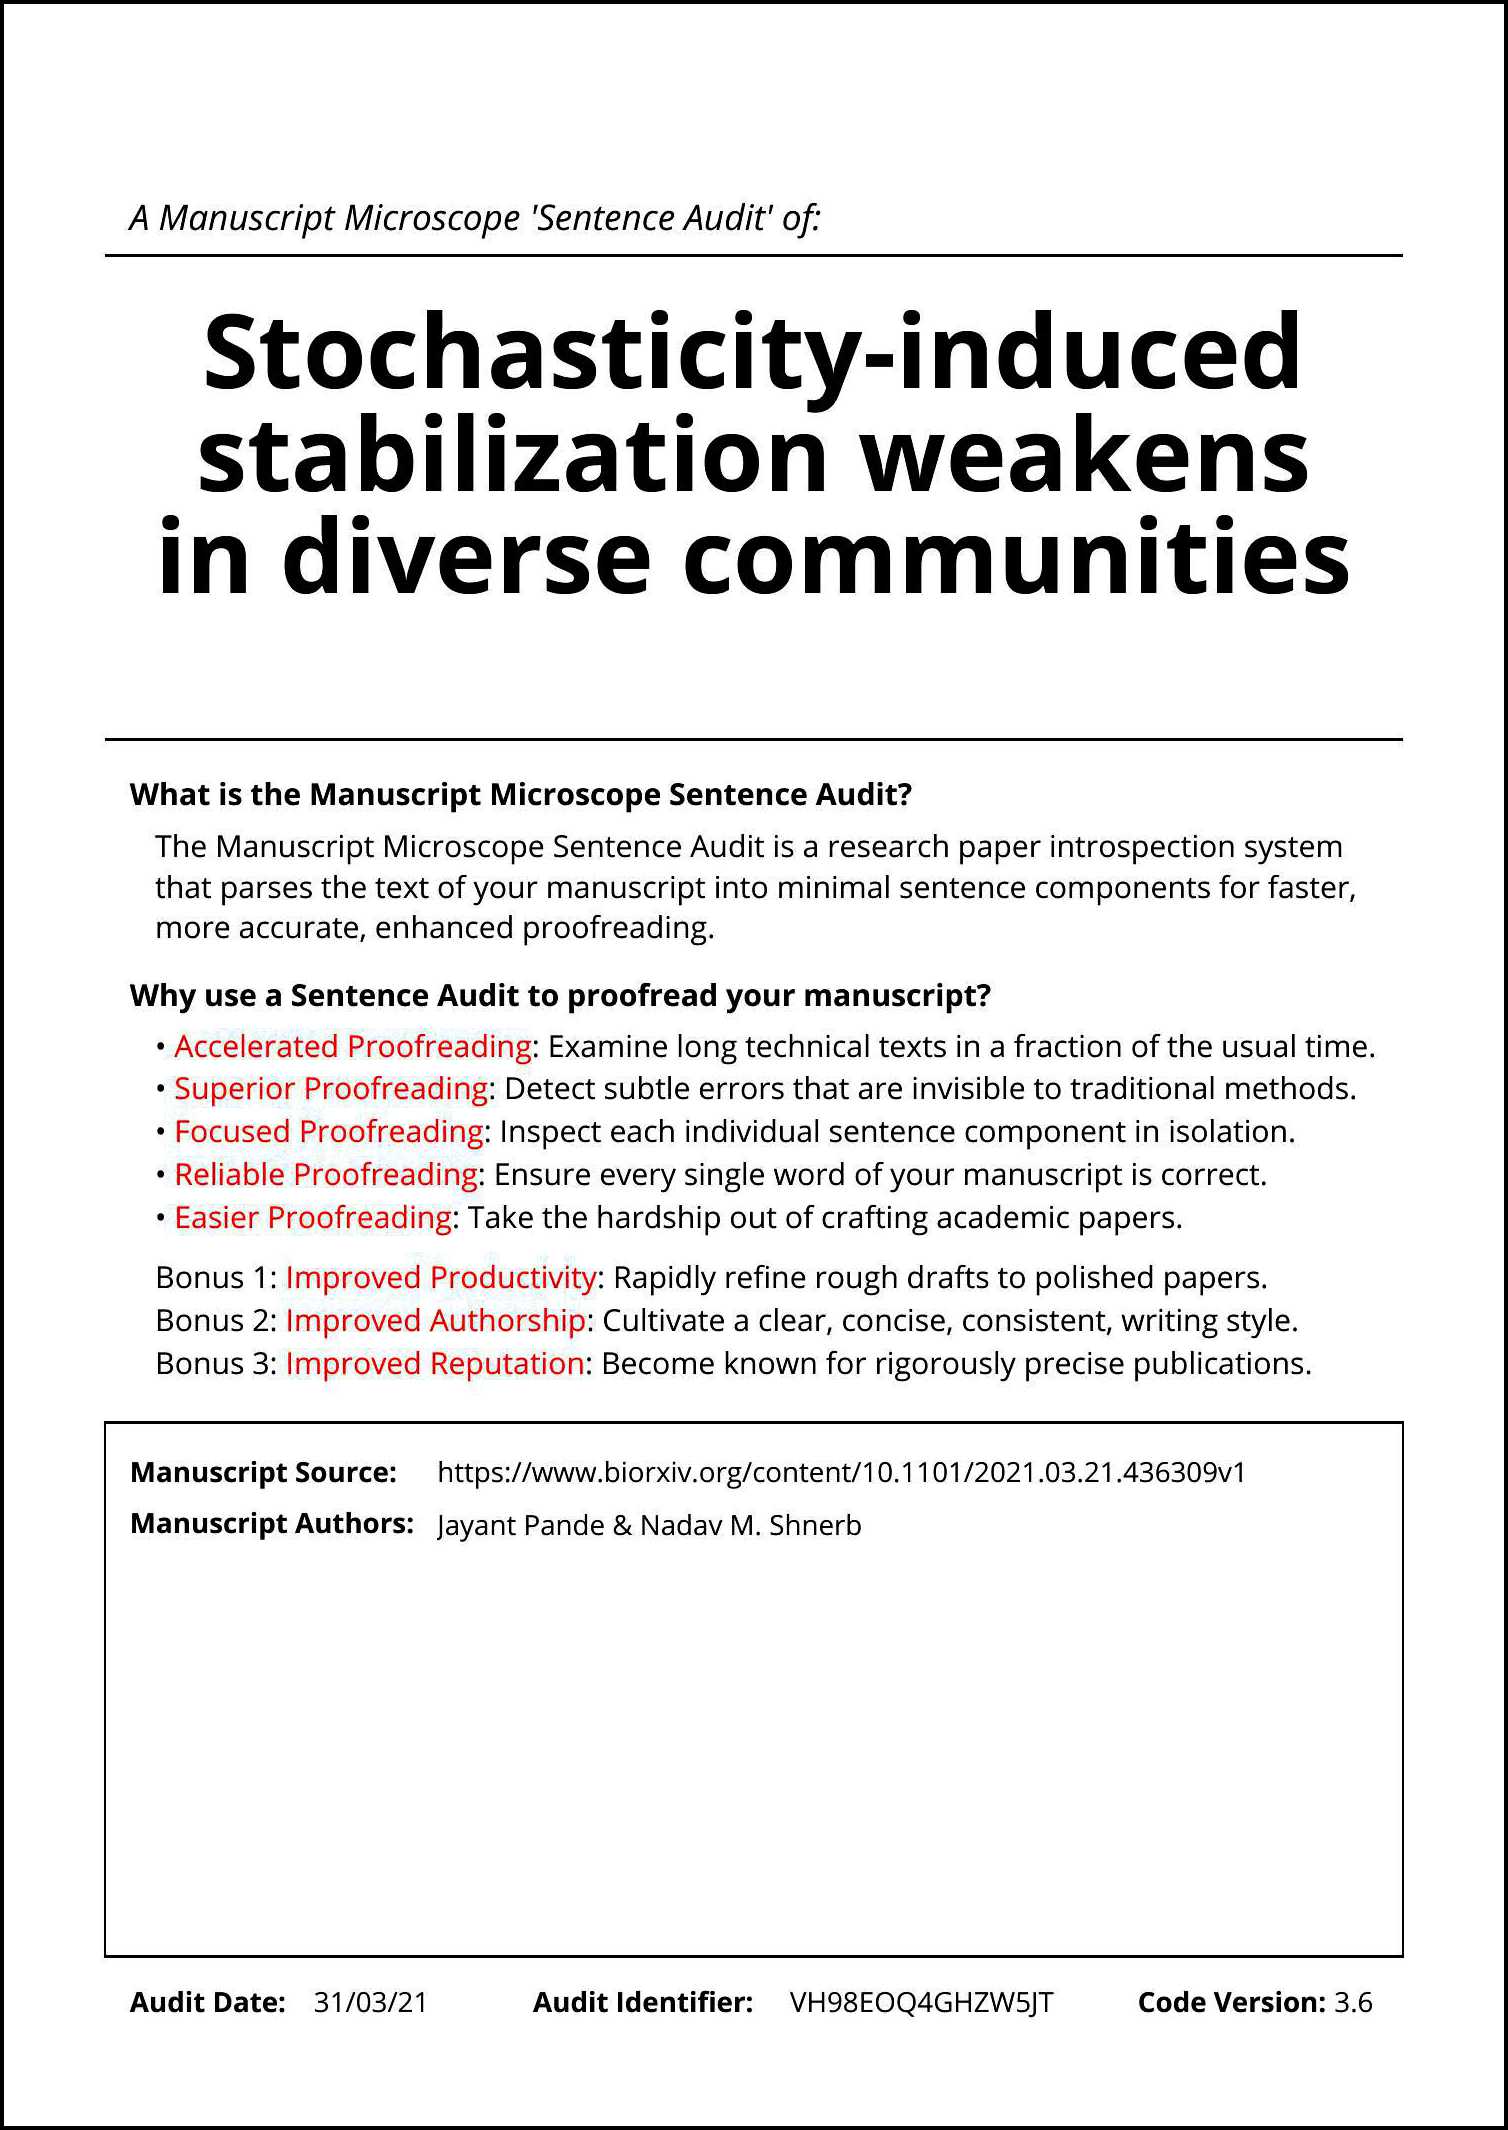 A Manuscript Microscope 'Sentence Audit' of:
Stochasticity-induced
stabilization weakens
in diverse communities
What is the Manuscript Microscope Sentence Audit?
The Manuscript Microscope Sentence Audit is a research paper introspection system
that parses the text of your manuscript into minimal sentence components for faster,
more accurate, enhanced proofreading.
Why use a Sentence Audit to proofread your manuscript?
• Accelerated Proofreading: Examine long technical texts in a fraction of the usual time.
• Superior Proofreading: Detect subtle errors that are invisible to traditional methods.
• Focused Proofreading: Inspect each individual sentence component in isolation.
• Reliable Proofreading: Ensure every single word of your manuscript is correct.
• Easier Proofreading: Take the hardship out of crafting academic papers.
Bonus 1: Improved Productivity: Rapidly refine rough drafts to polished papers.
Bonus 2: Improved Authorship: Cultivate a clear, concise, consistent, writing style.
Bonus 3: Improved Reputation: Become known for rigorously precise publications.
Manuscript Source: https://www.biorxiv.org/content/10.1101/2021.03.21.436309v1
Manuscript Authors: Jayant Pande & Nadav M. Shnerb
Audit Date: 31/03/21 Audit Identifier: VH98EOQ4GHZW5JT Code Version: 3.6